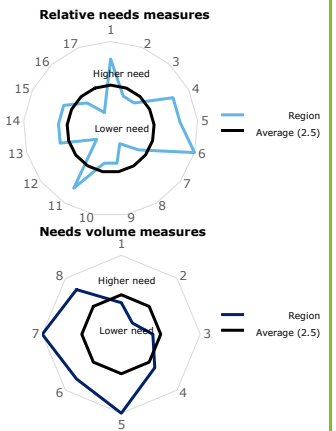 Relative needs measures
1
17
2
16
3
Higher need
15
4
Region
14
5
Lower need
Average (2.5)
13
6
12
7
11
8
10
9
Needs volume measures
1
8
2
Higher need
Region
7
Lower need
3
Average (2.5)
6
4
5